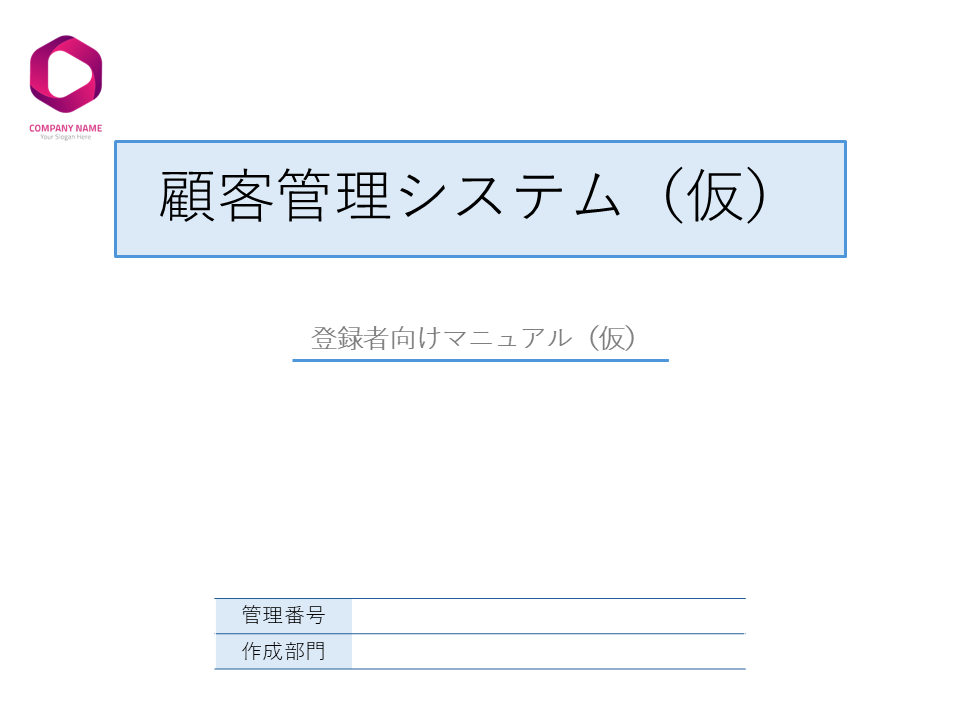 COMPANY NAME
Your Slogan Here
顧客管理システム（仮）
登録者向けマニュアル（仮）
管理番号
作成部門